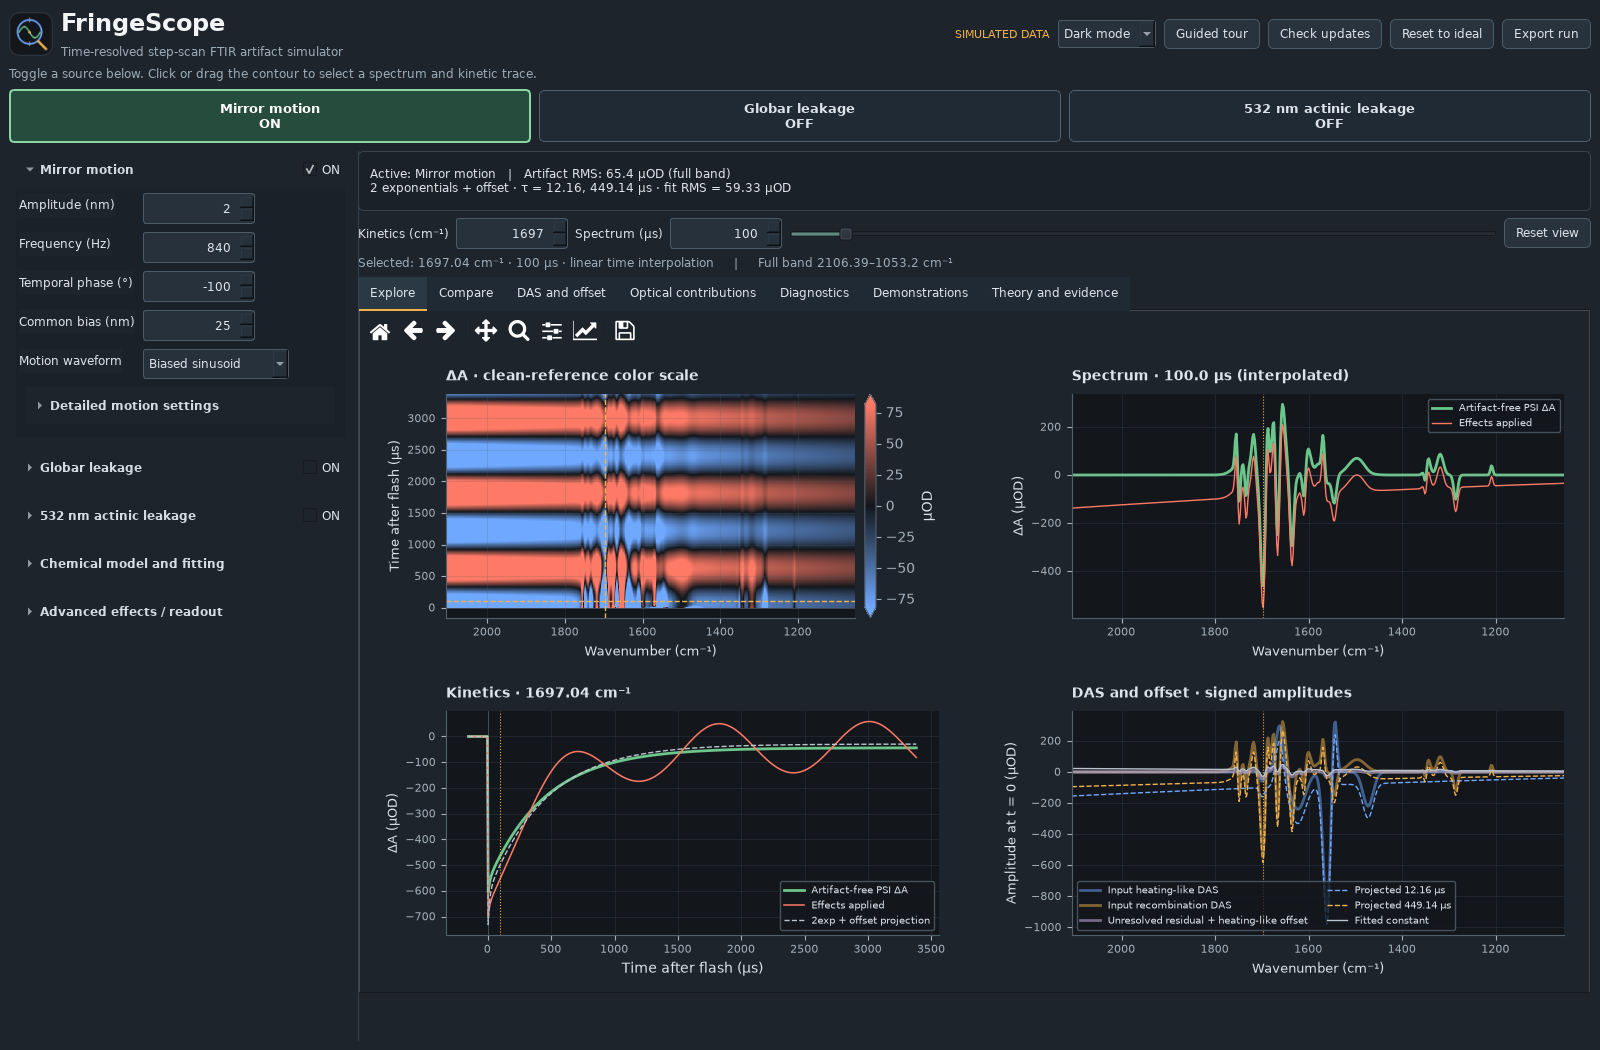 FringeScope
Time-resolved step-scan FTIR artifact simulator
SIMULATED DATA
Dark mode
Guided tour
Check updates
Reset to ideal
Export run
Toggle a source below. Click or drag the contour to select a spectrum and kinetic trace.
Mirror motion
ON
Globar leakage
OFF
532 nm actinic leakage
OFF
Mirror motion
ON
Amplitude (nm)
2
Frequency (Hz)
840
Temporal phase (°)
-100
Common bias (nm)
25
Motion waveform
Biased sinusoid
Detailed motion settings
Globar leakage
ON
532 nm actinic leakage
ON
Chemical model and fitting
Advanced effects / readout
Active: Mirror motion | Artifact RMS: 65.4 µOD (full band)
2 exponentials + offset · τ = 12.16, 449.14 µs · fit RMS = 59.33 µOD
Kinetics (cm⁻¹)
1697
Spectrum (µs)
100
Reset view
Selected: 1697.04 cm⁻¹ · 100 µs · linear time interpolation | Full band 2106.39–1053.2 cm⁻¹
Explore
Compare
DAS and offset
Optical contributions
Diagnostics
Demonstrations
Theory and evidence
ΔA · clean-reference color scale
Time after flash (µs)
3000
2500
2000
1500
1000
500
0
2000
1800
1600
1400
1200
Wavenumber (cm⁻¹)
75
50
25
0
−25
−50
−75
µOD
Spectrum · 100.0 µs (interpolated)
Artifact-free PSI ΔA
Effects applied
ΔA (µOD)
200
0
−200
−400
2000
1800
1600
1400
1200
Wavenumber (cm⁻¹)
Kinetics · 1697.04 cm⁻¹
ΔA (µOD)
0
−100
−200
−300
−400
−500
−600
−700
Artifact-free PSI ΔA
Effects applied
2exp + offset projection
0
500
1000
1500
2000
2500
3000
3500
Time after flash (µs)
DAS and offset · signed amplitudes
Amplitude at t = 0 (µOD)
200
0
−200
−400
−600
−800
−1000
Input heating-like DAS
Input recombination DAS
Unresolved residual + heating-like offset
Projected 12.16 µs
Projected 449.14 µs
Fitted constant
2000
1800
1600
1400
1200
Wavenumber (cm⁻¹)